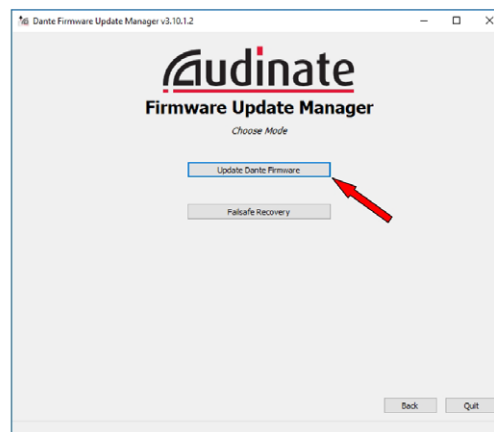 Dante Firmware Update Manager v3.10.1.2
Audinate
Firmware Update Manager
Choose Mode
Update Dante Firmware
Failsafe Recovery
Back Quit